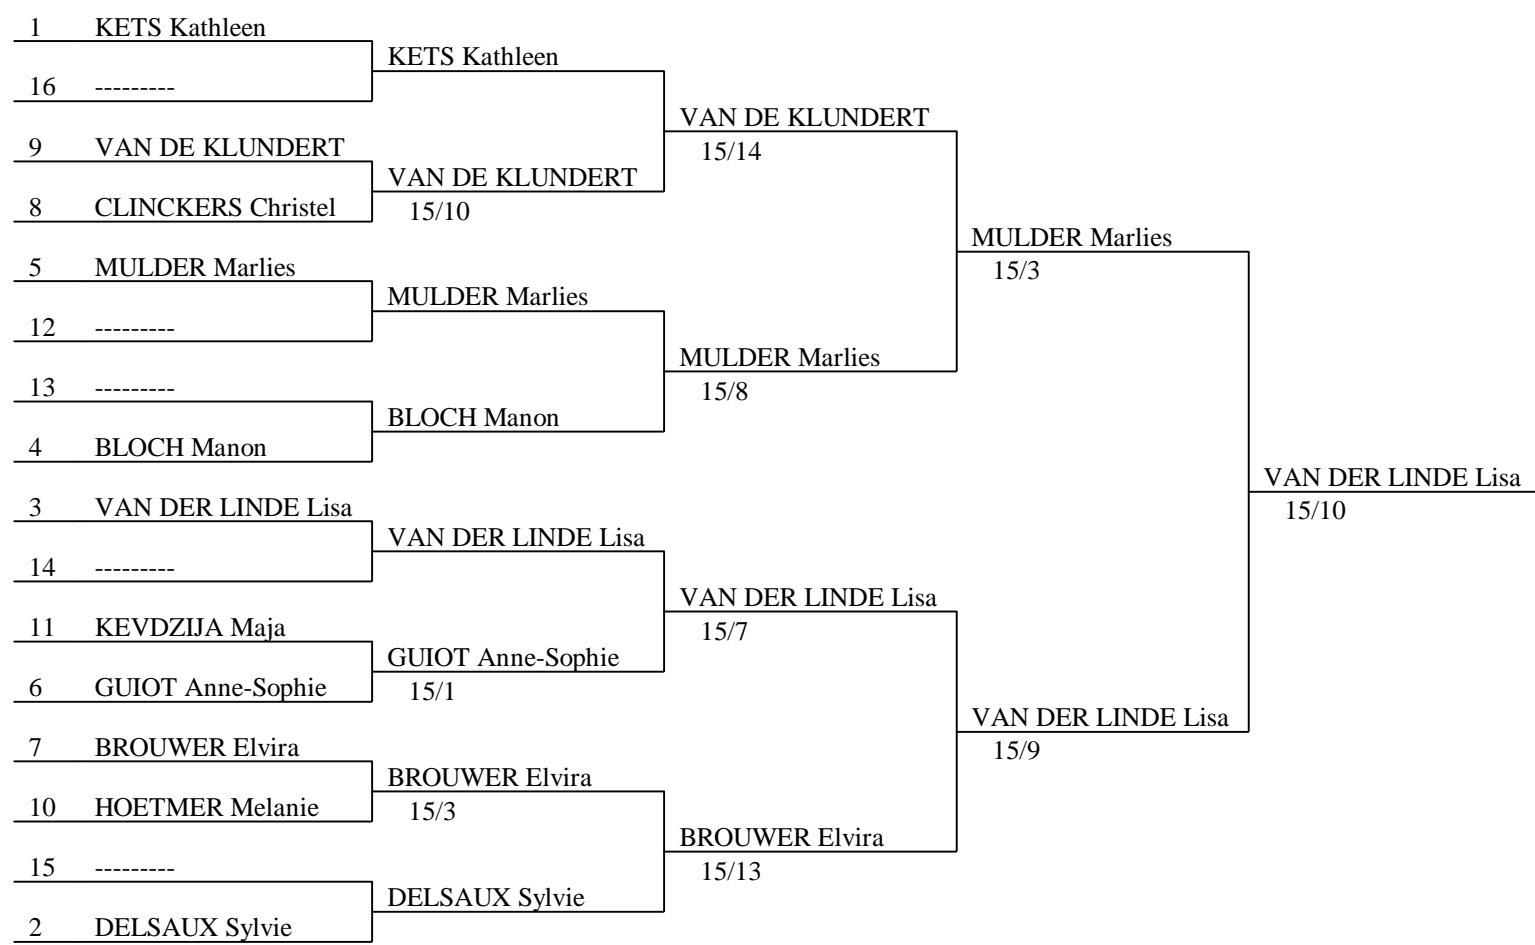 1 KETS Kathleen
16 ---------
9 VAN DE KLUNDERT
8 CLINCKERS Christel
5 MULDER Marlies
12 ---------
13 ---------
4 BLOCH Manon
3 VAN DER LINDE Lisa
14 ---------
11 KEVDZIJA Maja
6 GUIOT Anne-Sophie
7 BROUWER Elvira
10 HOETMER Melanie
15 ---------
2 DELSAUX Sylvie
KETS Kathleen
VAN DE KLUNDERT
15/10
MULDER Marlies
BLOCH Manon
VAN DER LINDE Lisa
GUIOT Anne-Sophie
15/1
BROUWER Elvira
15/3
DELSAUX Sylvie
VAN DE KLUNDERT
15/14
MULDER Marlies
15/8
VAN DER LINDE Lisa
15/7
BROUWER Elvira
15/13
MULDER Marlies
15/3
VAN DER LINDE Lisa
15/9
VAN DER LINDE Lisa
15/10